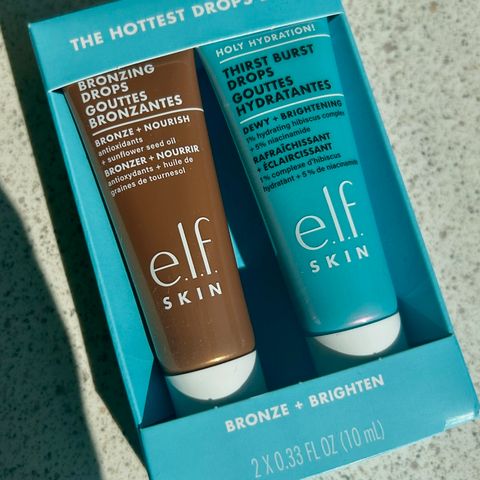 THE HOTTEST DROPS
BRONZING
DROPS
GOUTTES
BRONZANTES
BRONZE + NOURISH
antioxidants
+ sunflower seed oil
BRONZER + NOURRIR
antioxydants + huile de
graines de tournesol
e.l.f.
SKIN
HOLY HYDRATION!
THIRST BURST
DROPS
GOUTTES
HYDRATANTES
DEWY + BRIGHTENING
1% hydrating hibiscus complex
+ 5% niacinamide
RAFRAÎCHISSANT
+ ÉCLAIRCISSANT
1% complexe d'hibiscus
hydratant + 5 % de niacinamide
e.l.f.
SKIN
BRONZE + BRIGHTEN
2 X 0.33 FL OZ (10 mL)